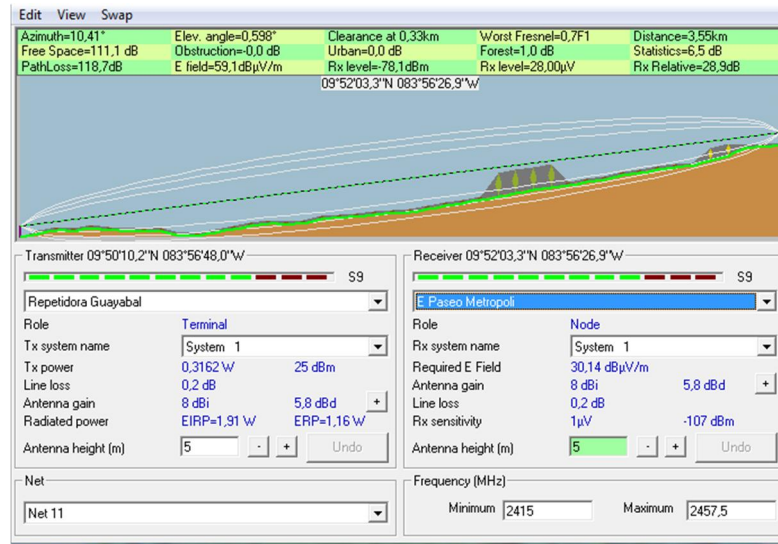 Edit View Swap
Azimuth=10,41° Elev. angle=0,598° Clearance at 0,33km Worst Fresnel=0,7F1 Distance=3,55km
Free Space=111,1 dB Obstruction=-0,0 dB Urban=0,0 dB Forest=1,0 dB Statistics=6,5 dB
PathLoss=118,7dB E field=59,1dBµV/m Rx level=-78,1dBm Rx level=28,00µV Rx Relative=28,9dB
09°52'03,3"N 083°56'26,9"W
Transmitter 09°50'10,2"N 083°56'48,0"W
S9
Repetidora Guayabal
Role Terminal
Tx system name System 1
Tx power 0,3162 W 25 dBm
Line loss 0,2 dB
Antenna gain 8 dBi 5,8 dBd +
Radiated power EIRP=1,91 W ERP=1,16 W
Antenna height (m) 5 - + Undo
Net
Net 11
Receiver 09°52'03,3"N 083°56'26,9"W
S9
E Paseo Metropoli
Role Node
Rx system name System 1
Required E Field 30,14 dBµV/m
Antenna gain 8 dBi 5,8 dBd +
Line loss 0,2 dB
Rx sensitivity 1µV -107 dBm
Antenna height (m) 5 - + Undo
Frequency (MHz)
Minimum 2415 Maximum 2457,5